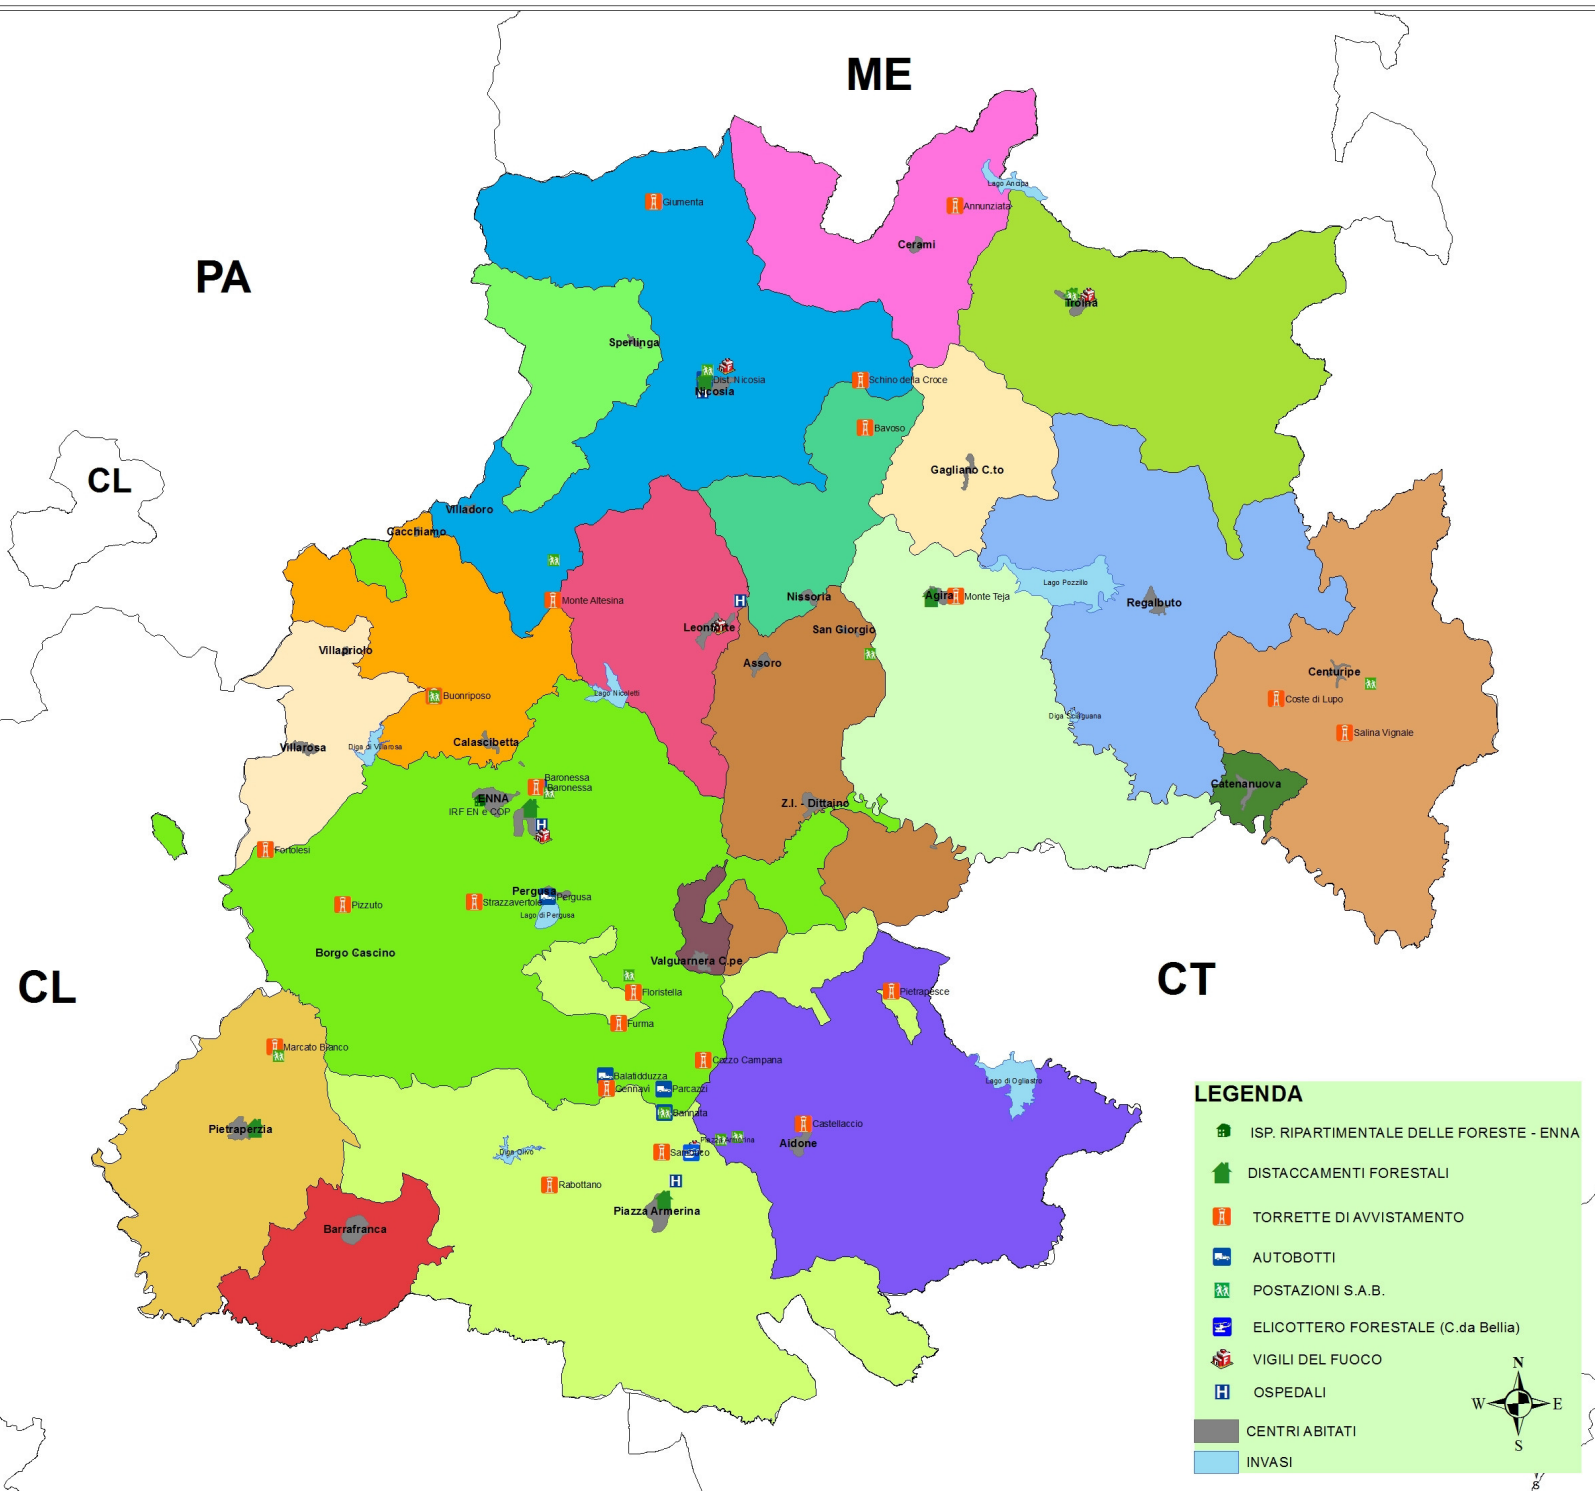 ME
Giumenta
Lago Ancipa
Annunziata
Cerami
PA
Troina
Sperlinga
Dist. Nicosia
Nicosia
Schino della Croce
Bavoso
Gagliano C.to
CL
Villadoro
Cacchiamo
Lago Pozzillo
Agira
Monte Teja
Nissoria
Monte Altesina
Regalbuto
Leonforte
San Giorgio
Villapriolo
Assoro
Centuripe
Lago Nicoletti
Buonriposo
Coste di Lupo
Diga Sciaguana
Salina Vignale
Calascibetta
Villarosa
Diga di Villarosa
Baronessa
Baronessa
Catenanuova
ENNA
IRF EN e COP
Z.I. - Dittaino
Fortolesi
Pergusa
Pergusa
Pizzuto
Strazzavertole
Lago di Pergusa
Borgo Cascino
Valguarnera C.pe
CL
CT
Floristella
Pietrapesce
Furma
Marcato Bianco
Cozzo Campana
Balatidduzza
Gennavi
Parcazzi
Lago di Ogliastro
Bannata
Pietraperzia
Castellaccio
Piazza Armerina
Aidone
Diga Olivo
Rabottano
Piazza Armerina
Barrafranca
LEGENDA
ISP. RIPARTIMENTALE DELLE FORESTE - ENNA
DISTACCAMENTI FORESTALI
TORRETTE DI AVVISTAMENTO
AUTOBOTTI
POSTAZIONI S.A.B.
ELICOTTERO FORESTALE (C.da Bellia)
VIGILI DEL FUOCO
OSPEDALI
CENTRI ABITATI
INVASI
N
W
E
S